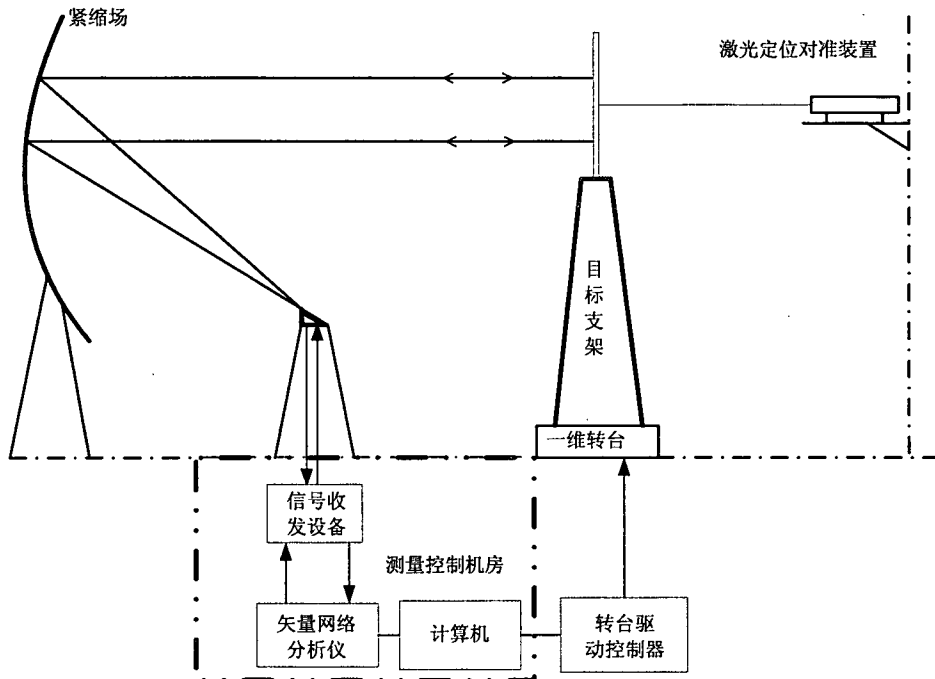 紧缩场
激光定位对准装置
目标支架
一维转台
信号收
发设备
测量控制机房
矢量网络
分析仪
计算机
转台驱
动控制器